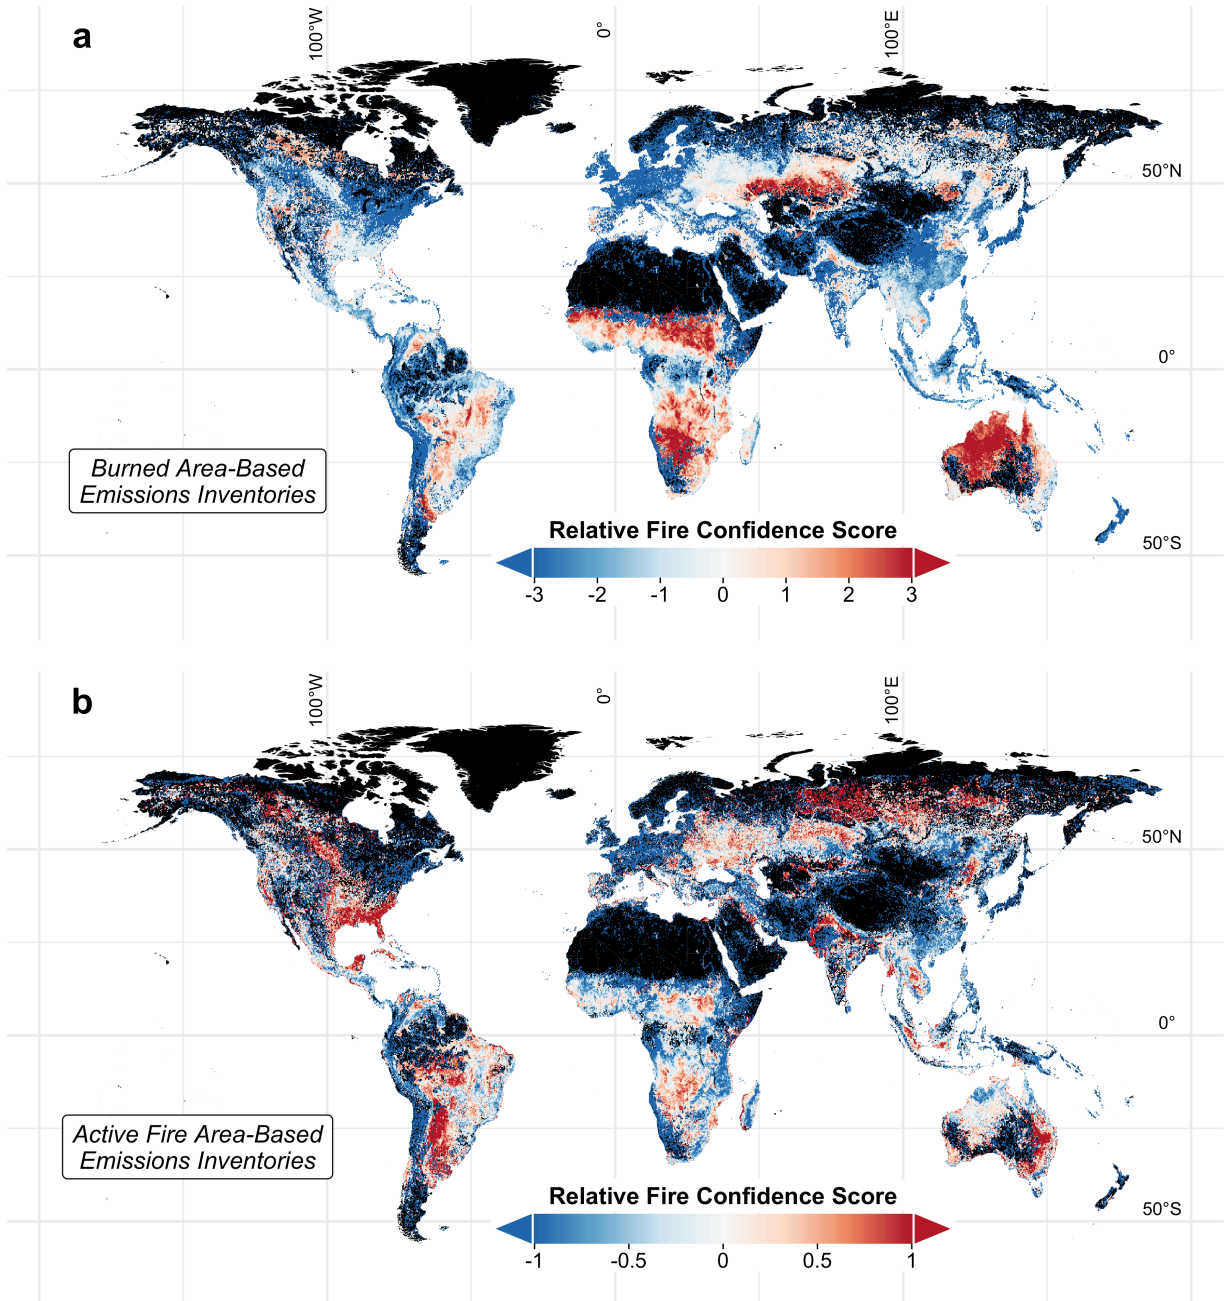 a
100°W
0°
100°E
50°N
0°
50°S
Burned Area-Based
Emissions Inventories
Relative Fire Confidence Score
-3 -2 -1 0 1 2 3
b
100°W
0°
100°E
50°N
0°
50°S
Active Fire Area-Based
Emissions Inventories
Relative Fire Confidence Score
-1 -0.5 0 0.5 1